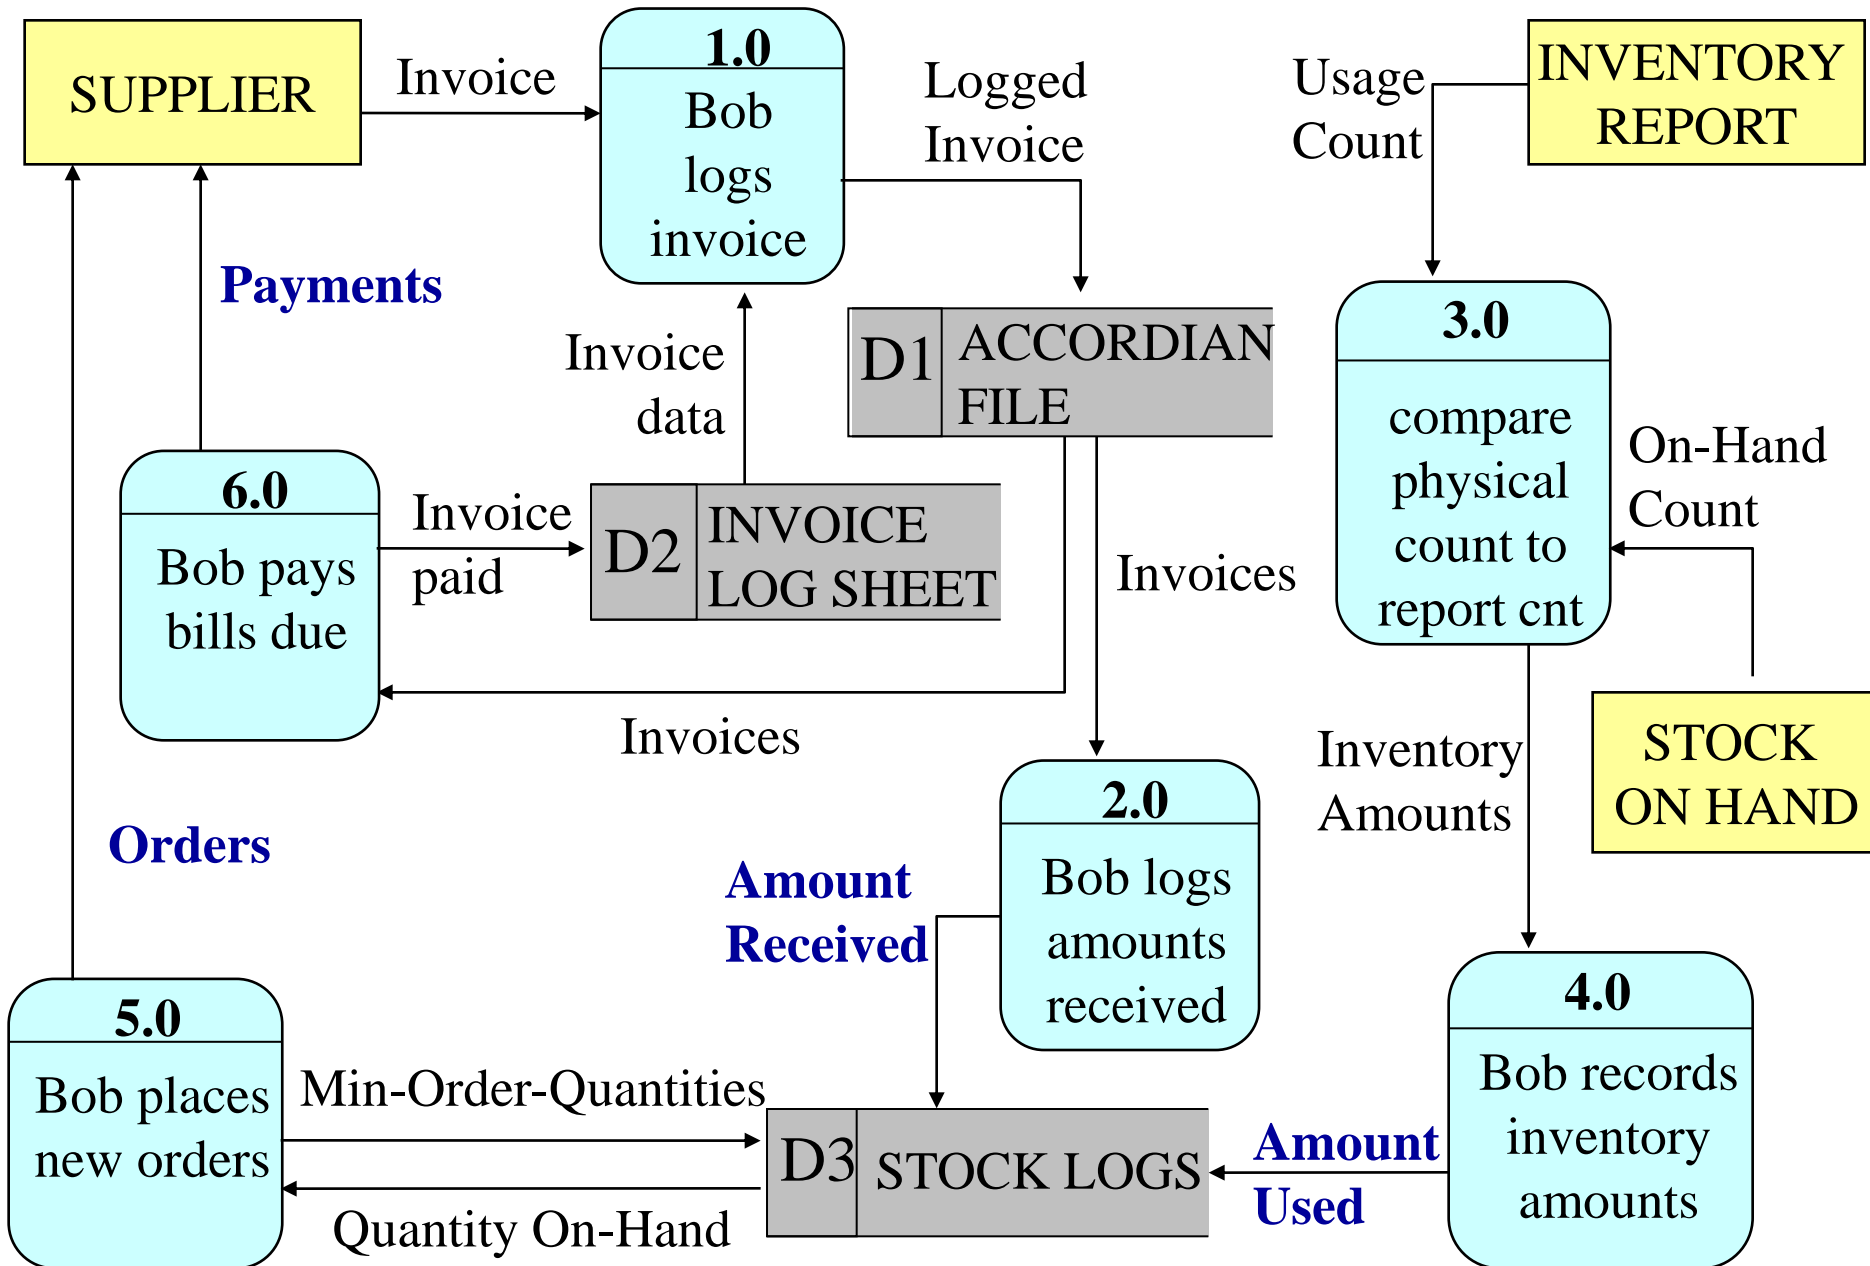 SUPPLIER
Invoice
1.0
Bob
logs
invoice
Logged
Invoice
Usage
Count
INVENTORY
REPORT
Payments
Invoice
data
D1
ACCORDIAN
FILE
3.0
compare
physical
count to
report cnt
On-Hand
Count
6.0
Bob pays
bills due
Invoice
paid
D2
INVOICE
LOG SHEET
Invoices
Invoices
Inventory
Amounts
STOCK
ON HAND
Orders
2.0
Bob logs
amounts
received
Amount
Received
5.0
Bob places
new orders
Min-Order-Quantities
Quantity On-Hand
D3
STOCK LOGS
Amount
Used
4.0
Bob records
inventory
amounts